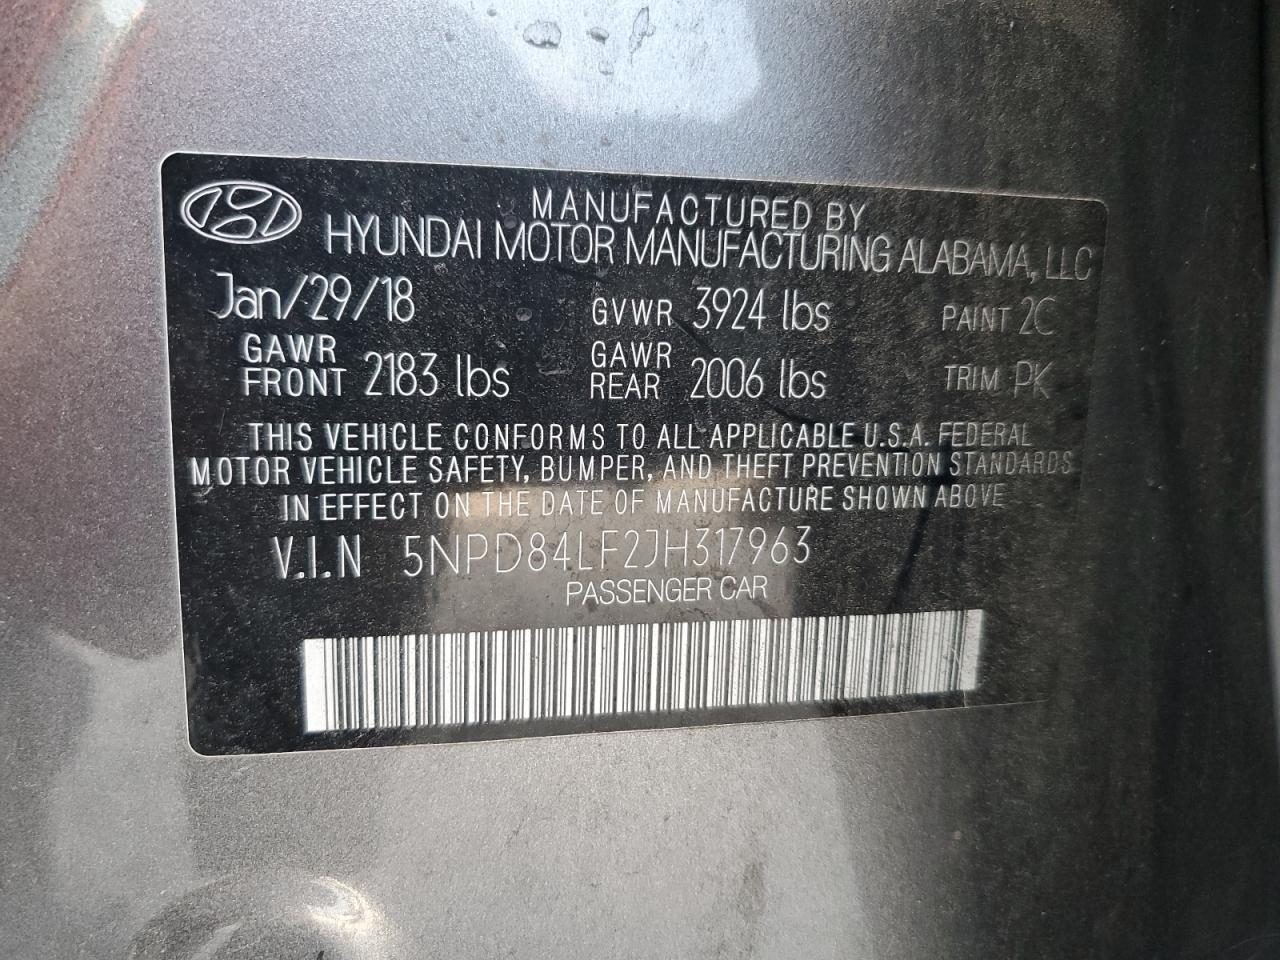 MANUFACTURED BY
HYUNDAI MOTOR MANUFACTURING ALABAMA, LLC
Jan/29/18 GVWR 3924 lbs PAINT 2C
GAWR FRONT 2183 lbs GAWR REAR 2006 lbs TRIM PK
THIS VEHICLE CONFORMS TO ALL APPLICABLE U.S.A. FEDERAL
MOTOR VEHICLE SAFETY, BUMPER, AND THEFT PREVENTION STANDARDS
IN EFFECT ON THE DATE OF MANUFACTURE SHOWN ABOVE
V.I.N 5NPD84LF2JH317963
PASSENGER CAR